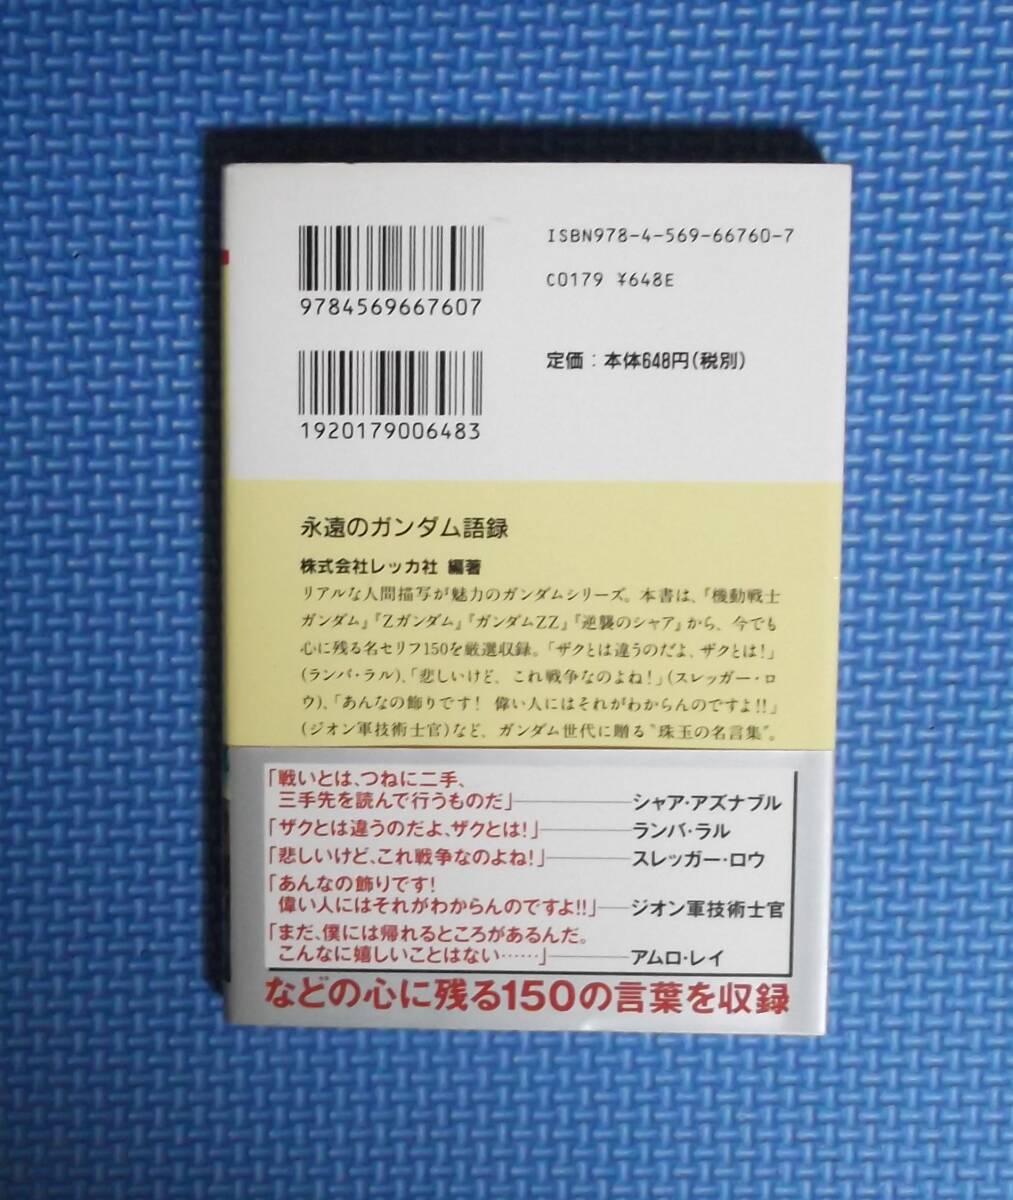 9784569667607
ISBN978-4-569-66760-7
C0179 ¥648E
1920179006483
定価：本体648円（税別）
永遠のガンダム語録
株式会社レッカ社 編著
リアルな人間描写が魅力のガンダムシリーズ。本書は、『機動戦士
ガンダム』『Zガンダム』『ガンダムZZ』『逆襲のシャア』から、今でも
心に残る名セリフ150を厳選収録。「ザクとは違うのだよ、ザクとは！」
（ランバ・ラル）、「悲しいけど、これ戦争なのよね！」（スレッガー・ロ
ウ）、「あんなの飾りです！ 偉い人にはそれがわからんのですよ!!」
（ジオン軍技術士官）など、ガンダム世代に贈る“珠玉の名言集”。
「戦いとは、つねに二手、
三手先を読んで行うものだ」――シャア・アズナブル
「ザクとは違うのだよ、ザクとは！」――ランバ・ラル
「悲しいけど、これ戦争なのよね！」――スレッガー・ロウ
「あんなの飾りです！
偉い人にはそれがわからんのですよ!!」―ジオン軍技術士官
「まだ、僕には帰れるところがあるんだ。
こんなに嬉しいことはない……」――アムロ・レイ
などの心に残る150の言葉を収録